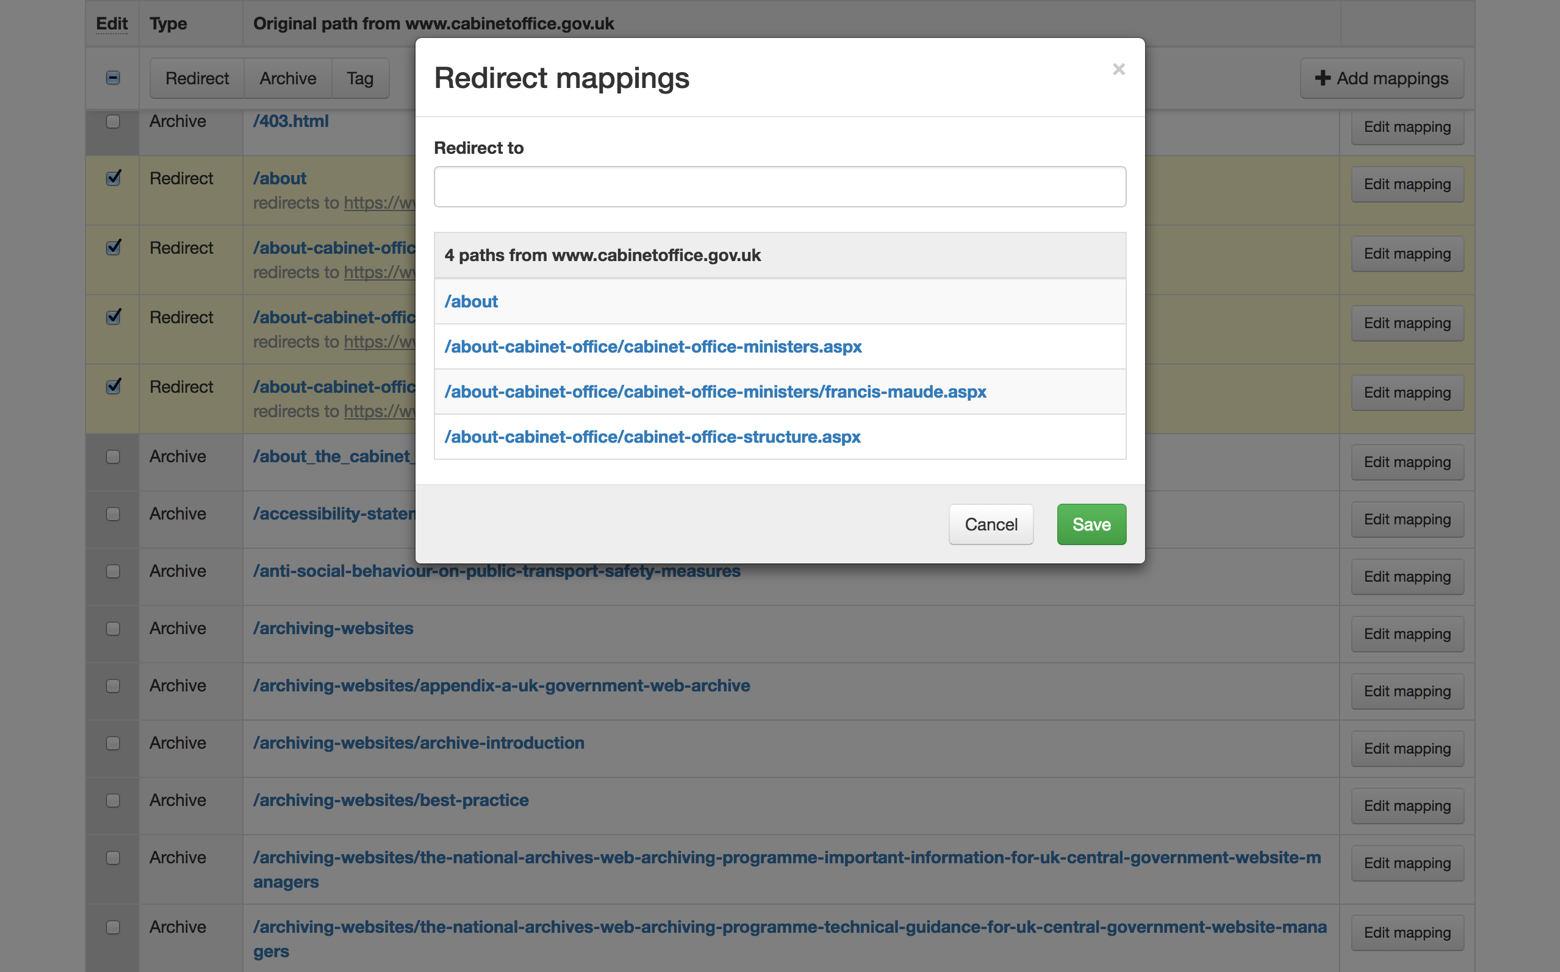 Edit Type Original path from www.cabinetoffice.gov.uk
Redirect Archive Tag
+ Add mappings
Redirect mappings
×
Redirect to
4 paths from www.cabinetoffice.gov.uk
/about
/about-cabinet-office/cabinet-office-ministers.aspx
/about-cabinet-office/cabinet-office-ministers/francis-maude.aspx
/about-cabinet-office/cabinet-office-structure.aspx
Cancel Save
Archive /403.html Edit mapping
Redirect /about Edit mapping
redirects to https://w
Redirect /about-cabinet-offic Edit mapping
redirects to https://w
Redirect /about-cabinet-offic Edit mapping
redirects to https://w
Redirect /about-cabinet-offic Edit mapping
redirects to https://w
Archive /about_the_cabinet_ Edit mapping
Archive /accessibility-staten Edit mapping
Archive /anti-social-behaviour-on-public-transport-safety-measures Edit mapping
Archive /archiving-websites Edit mapping
Archive /archiving-websites/appendix-a-uk-government-web-archive Edit mapping
Archive /archiving-websites/archive-introduction Edit mapping
Archive /archiving-websites/best-practice Edit mapping
Archive /archiving-websites/the-national-archives-web-archiving-programme-important-information-for-uk-central-government-website-m Edit mapping
anagers
Archive /archiving-websites/the-national-archives-web-archiving-programme-technical-guidance-for-uk-central-government-website-mana Edit mapping
gers